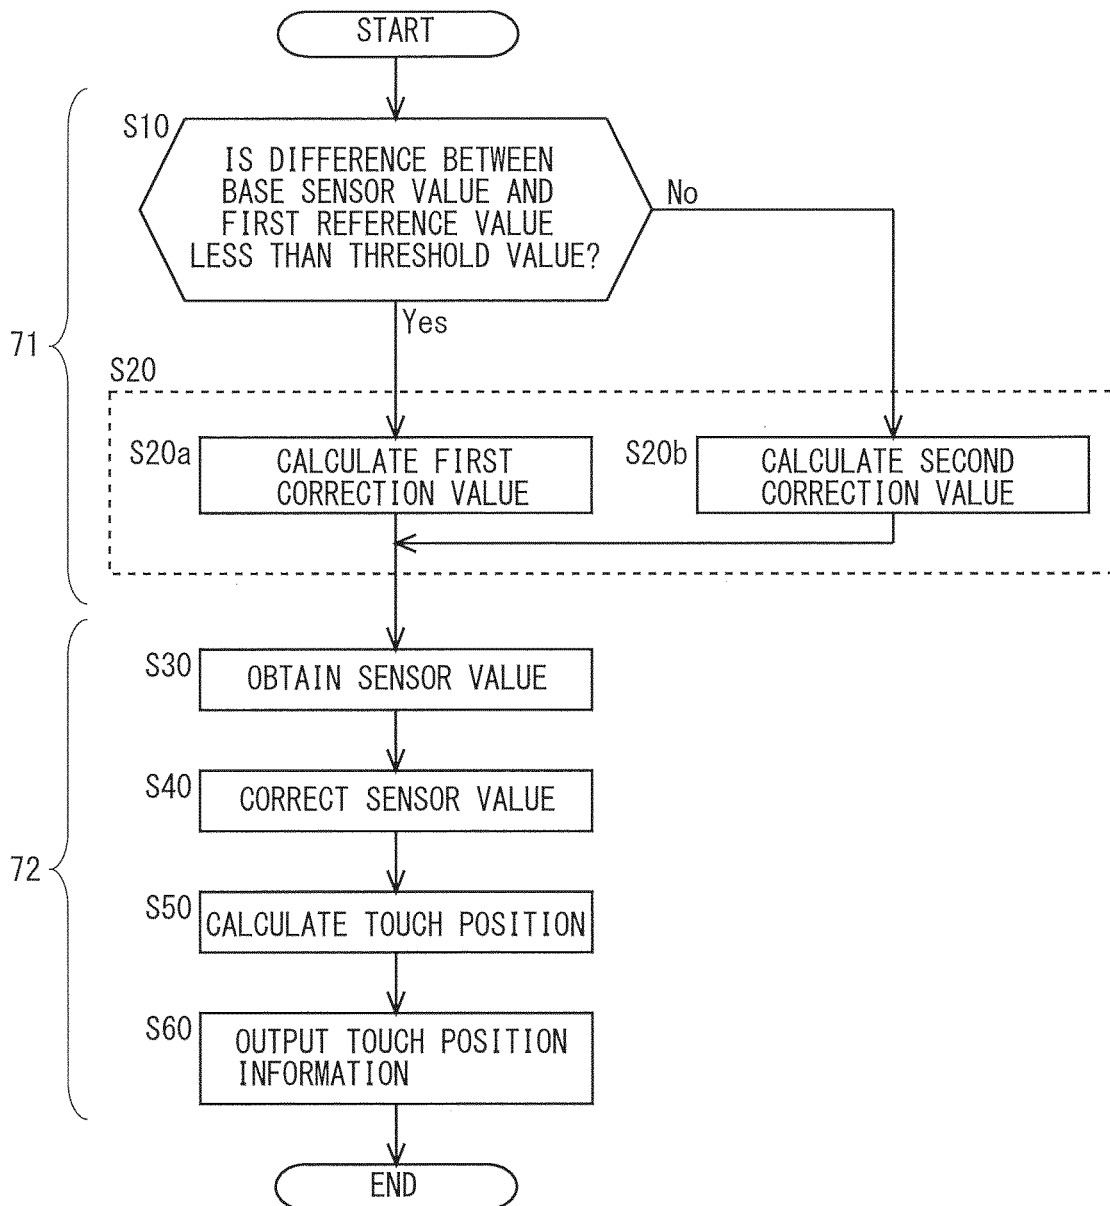 START
S10
IS DIFFERENCE BETWEEN
BASE SENSOR VALUE AND
FIRST REFERENCE VALUE
LESS THAN THRESHOLD VALUE?
No
Yes
71
S20
S20a
CALCULATE FIRST
CORRECTION VALUE
S20b
CALCULATE SECOND
CORRECTION VALUE
S30
OBTAIN SENSOR VALUE
S40
CORRECT SENSOR VALUE
72
S50
CALCULATE TOUCH POSITION
S60
OUTPUT TOUCH POSITION
INFORMATION
END